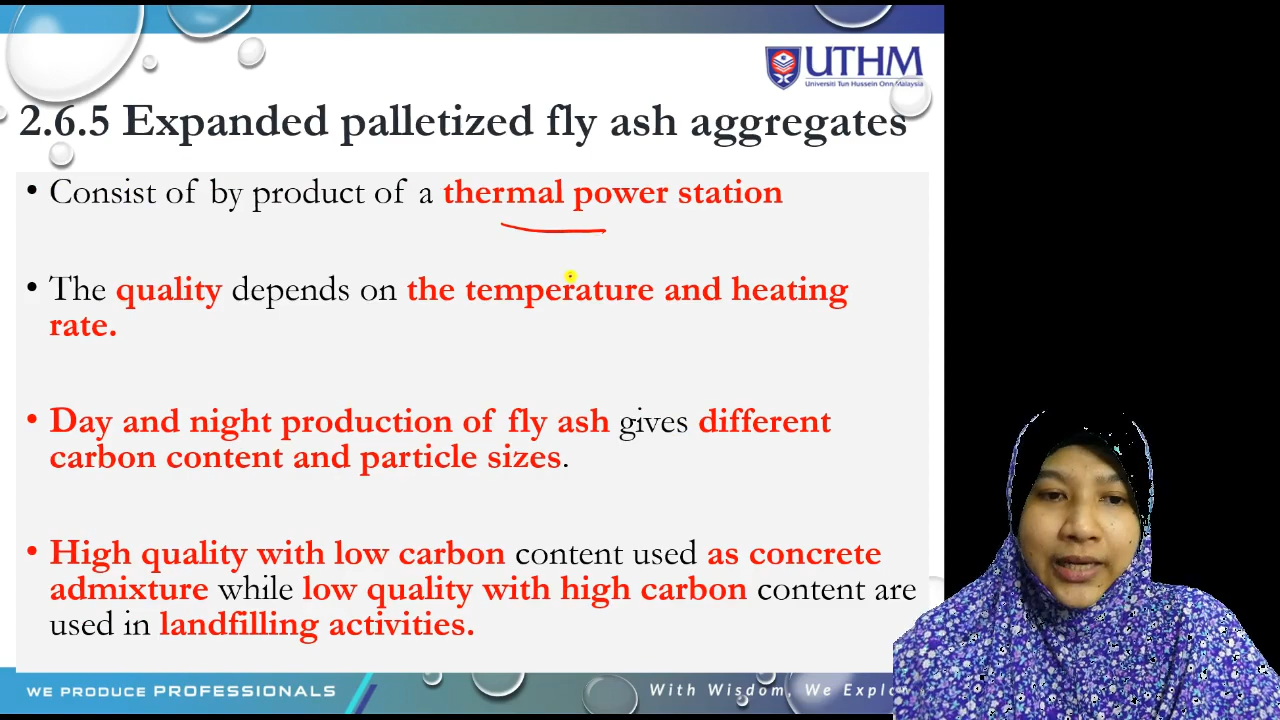 UTHM
Universiti Tun Hussein Onn Malaysia
2.6.5 Expanded palletized fly ash aggregates
• Consist of by product of a thermal power station
• The quality depends on the temperature and heating
rate.
• Day and night production of fly ash gives different
carbon content and particle sizes.
• High quality with low carbon content used as concrete
admixture while low quality with high carbon content are
used in landfilling activities.
WE PRODUCE PROFESSIONALS
With Wisdom, We Explo